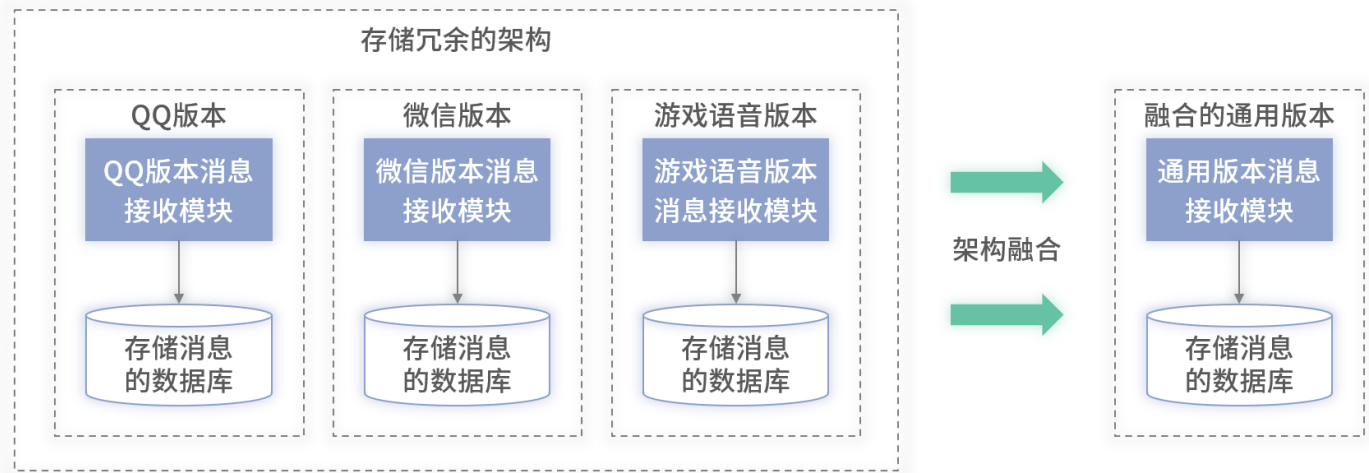 存储冗余的架构
QQ版本
QQ版本消息
接收模块
存储消息
的数据库
微信版本
微信版本消息
接收模块
存储消息
的数据库
游戏语音版本
游戏语音版本
消息接收模块
存储消息
的数据库
架构融合
融合的通用版本
通用版本消息
接收模块
存储消息
的数据库